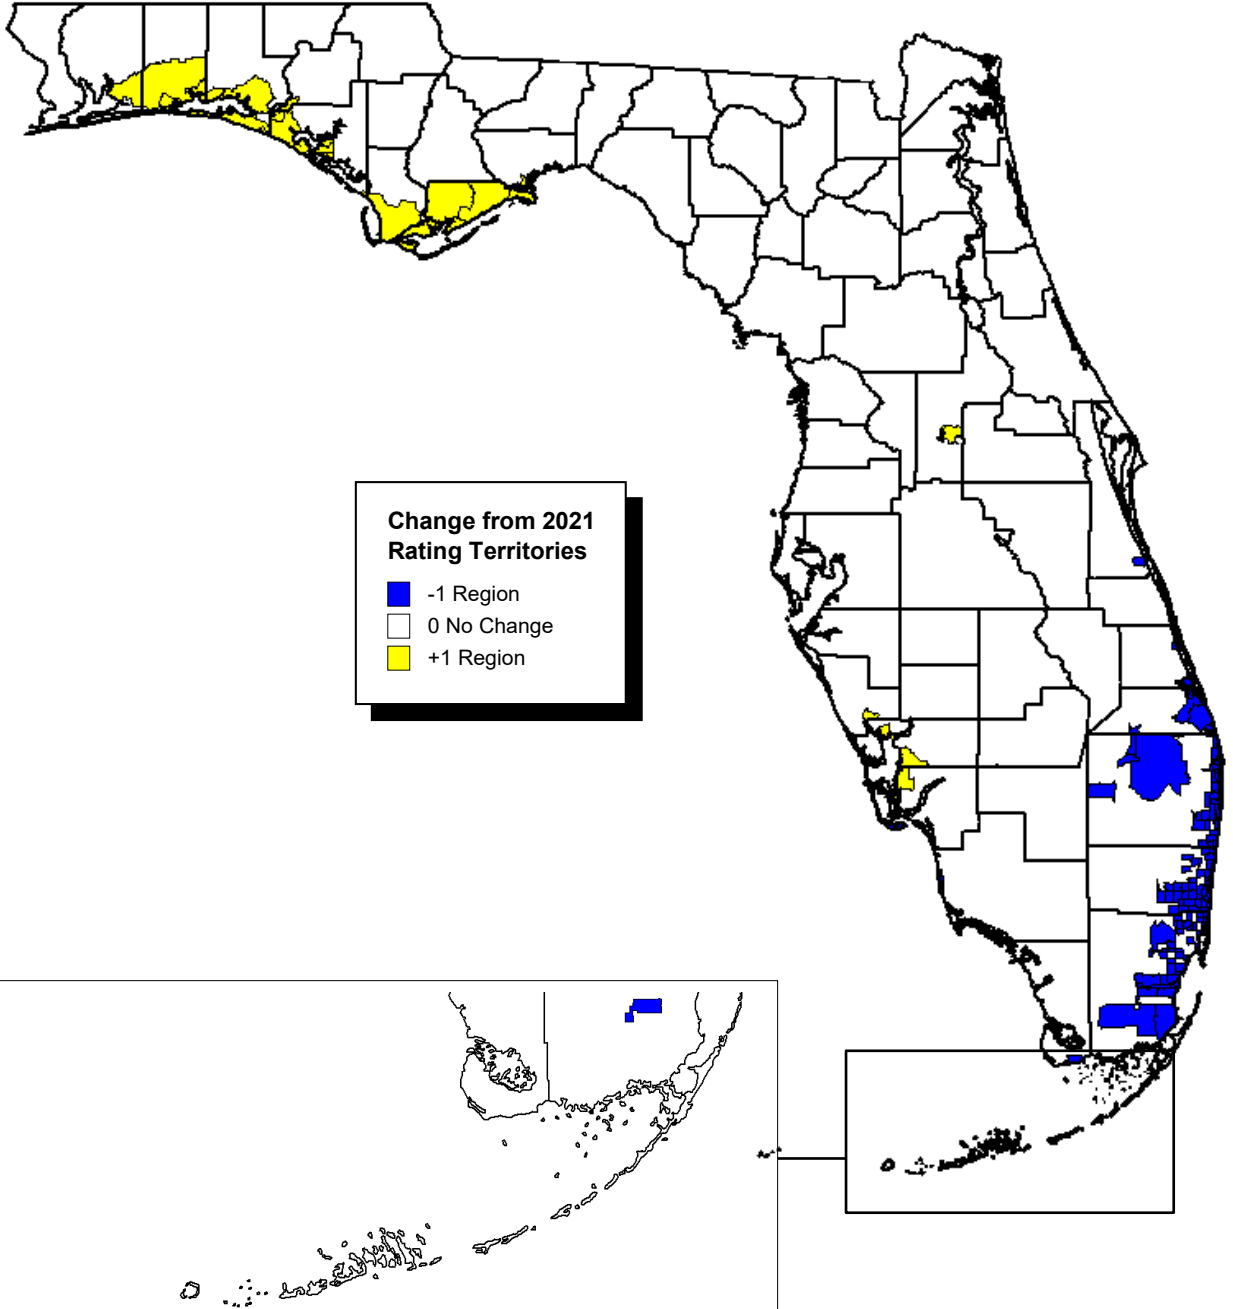 Change from 2021
Rating Territories
-1 Region
0 No Change
+1 Region